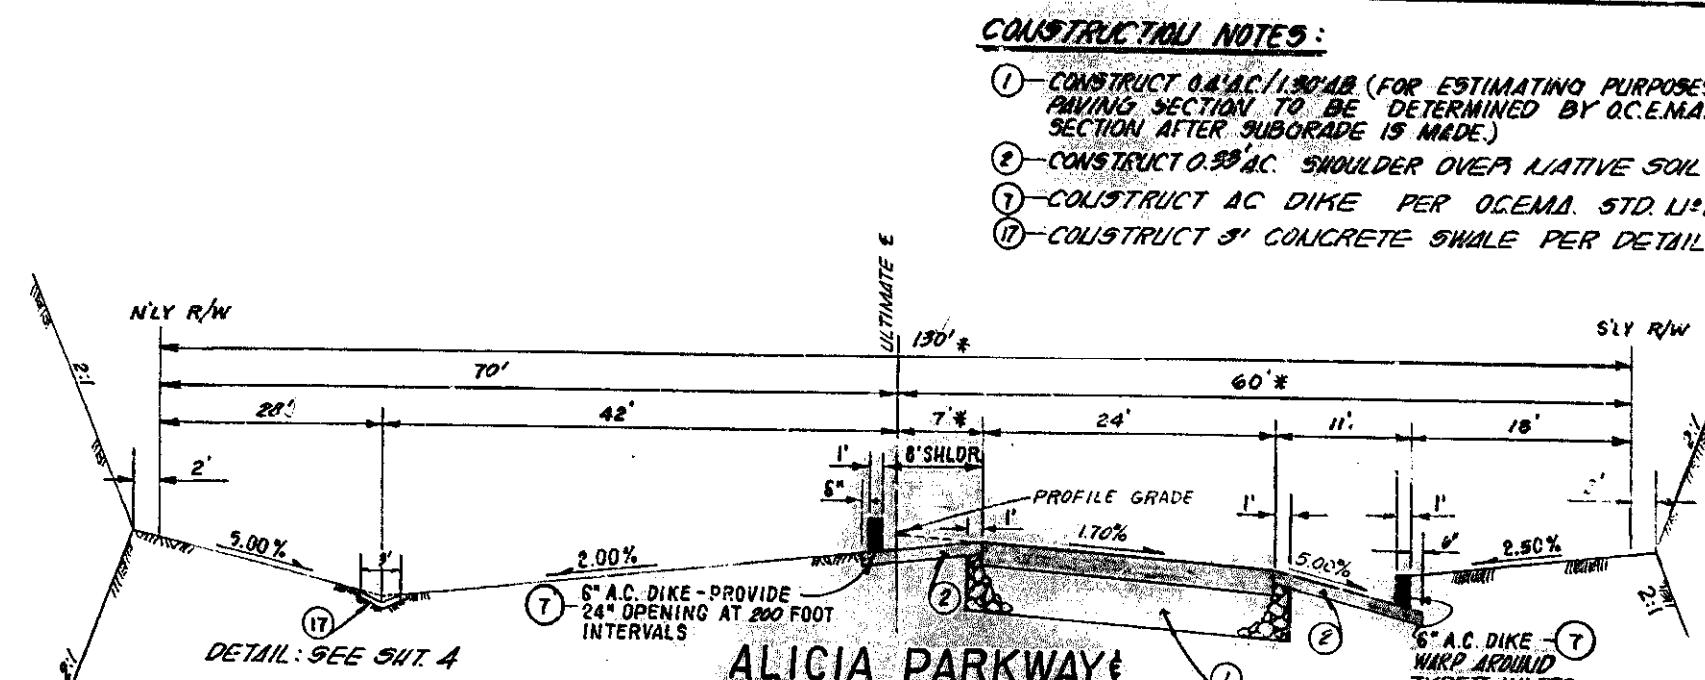 CONSTRUCTION NOTES:
1 CONSTRUCT 0.4' A.C./1.30' AB (FOR ESTIMATING PURPOSES
PAVING SECTION TO BE DETERMINED BY O.C.E.M.A.
SECTION AFTER SUBGRADE IS MADE.)
2 CONSTRUCT A.C. SHOULDER OVER NATIVE SOIL
7 CONSTRUCT AC DIKE PER OCEMA. STD.
17 CONSTRUCT 3' CONCRETE SWALE PER DETAIL
ULTIMATE ℄
N'LY R/W
S'LY R/W
130'*
70'
60'*
28'
42'
7'*
24'
11'
18'
2:1
2:1
2'
1'
8' SHLDR
6"
PROFILE GRADE
1'
1'
1'
2'
6"
5.00%
3'
2.00%
1.70%
5.00%
2.50%
2:1
2:1
17
7
6" A.C. DIKE - PROVIDE
24" OPENING AT 200 FOOT
INTERVALS
2
2
1
6" A.C. DIKE 7
WARP AROUND
DETAIL: SEE SHT. 4
ALICIA PARKWAY ℄